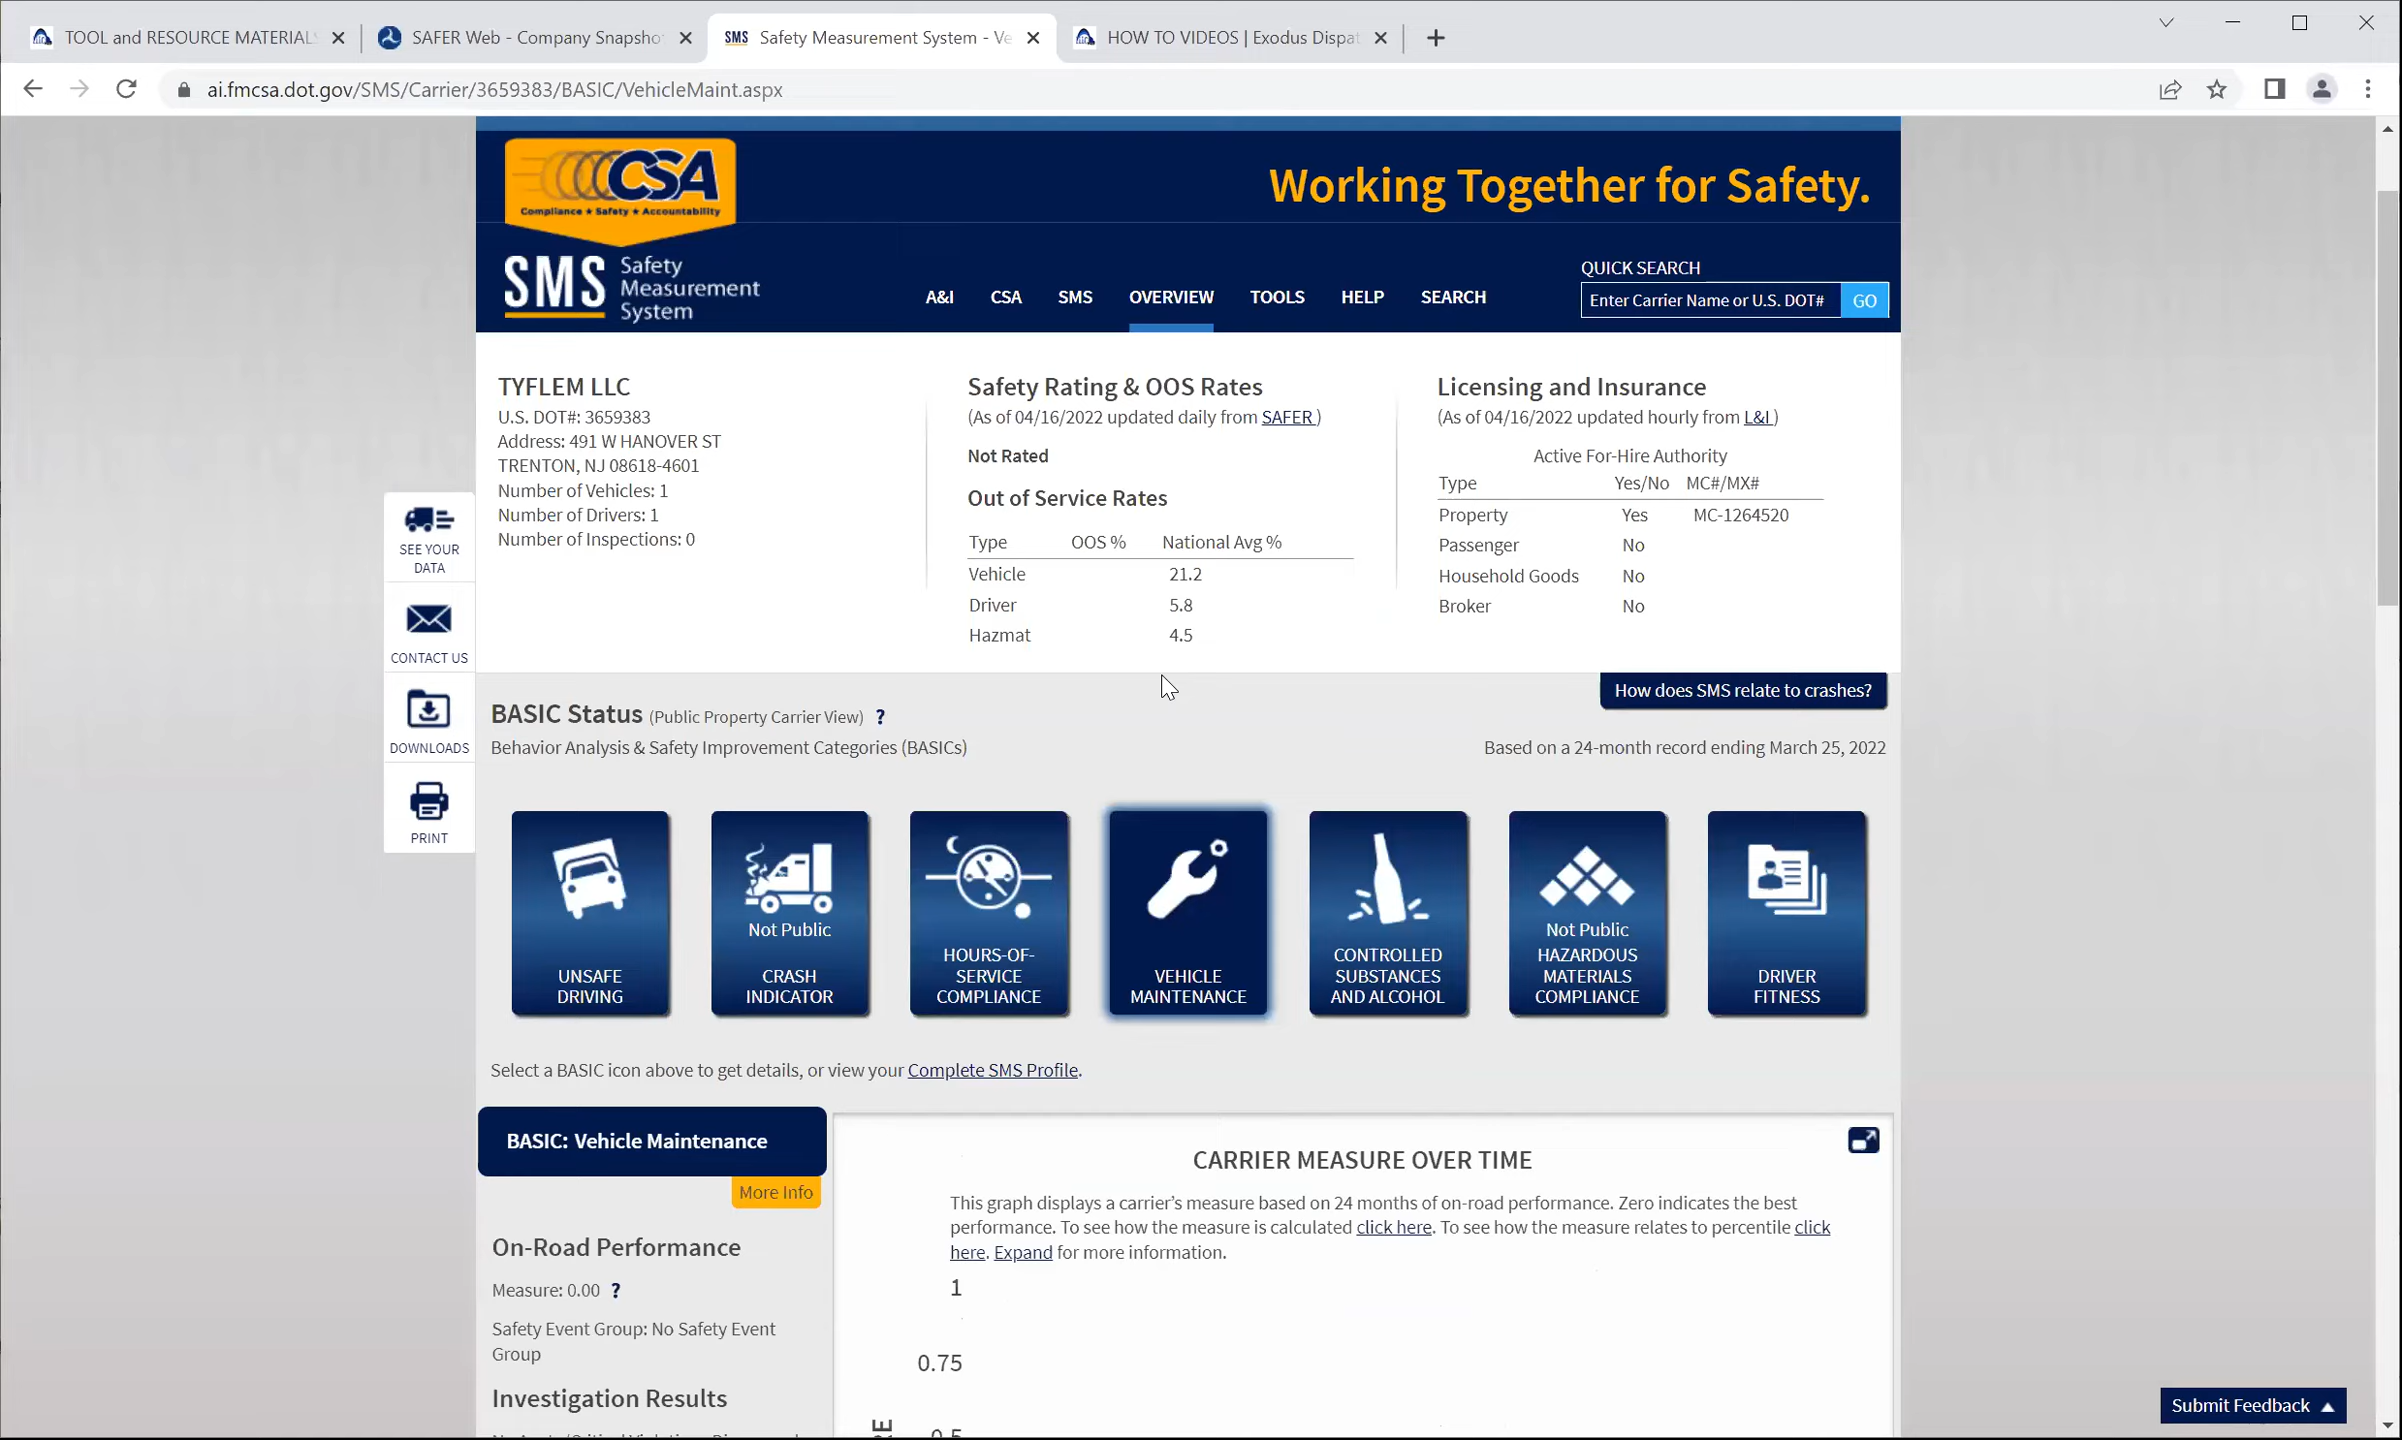 TOOL and RESOURCE MATERIALS
SAFER Web - Company Snapshot
SMS Safety Measurement System - Ve
HOW TO VIDEOS | Exodus Dispat
ai.fmcsa.dot.gov/SMS/Carrier/3659383/BASIC/VehicleMaint.aspx
CSA
Compliance ★ Safety ★ Accountability
Working Together for Safety.
SMS Safety
Measurement
System
A&I CSA SMS OVERVIEW TOOLS HELP SEARCH
QUICK SEARCH
Enter Carrier Name or U.S. DOT# GO
TYFLEM LLC
U.S. DOT#: 3659383
Address: 491 W HANOVER ST
TRENTON, NJ 08618-4601
Number of Vehicles: 1
Number of Drivers: 1
Number of Inspections: 0
Safety Rating & OOS Rates
(As of 04/16/2022 updated daily from SAFER )
Not Rated
Out of Service Rates
Type OOS % National Avg %
Vehicle 21.2
Driver 5.8
Hazmat 4.5
Licensing and Insurance
(As of 04/16/2022 updated hourly from L&I )
Active For-Hire Authority
Type Yes/No MC#/MX#
Property Yes MC-1264520
Passenger No
Household Goods No
Broker No
SEE YOUR
DATA
CONTACT US
DOWNLOADS
PRINT
How does SMS relate to crashes?
BASIC Status (Public Property Carrier View) ?
Behavior Analysis & Safety Improvement Categories (BASICs)
Based on a 24-month record ending March 25, 2022
UNSAFE
DRIVING
Not Public
CRASH
INDICATOR
HOURS-OF-
SERVICE
COMPLIANCE
VEHICLE
MAINTENANCE
CONTROLLED
SUBSTANCES
AND ALCOHOL
Not Public
HAZARDOUS
MATERIALS
COMPLIANCE
DRIVER
FITNESS
Select a BASIC icon above to get details, or view your Complete SMS Profile.
BASIC: Vehicle Maintenance
More Info
On-Road Performance
Measure: 0.00 ?
Safety Event Group: No Safety Event
Group
Investigation Results
CARRIER MEASURE OVER TIME
This graph displays a carrier's measure based on 24 months of on-road performance. Zero indicates the best
performance. To see how the measure is calculated click here. To see how the measure relates to percentile click
here. Expand for more information.
1
0.75
0.5
Submit Feedback